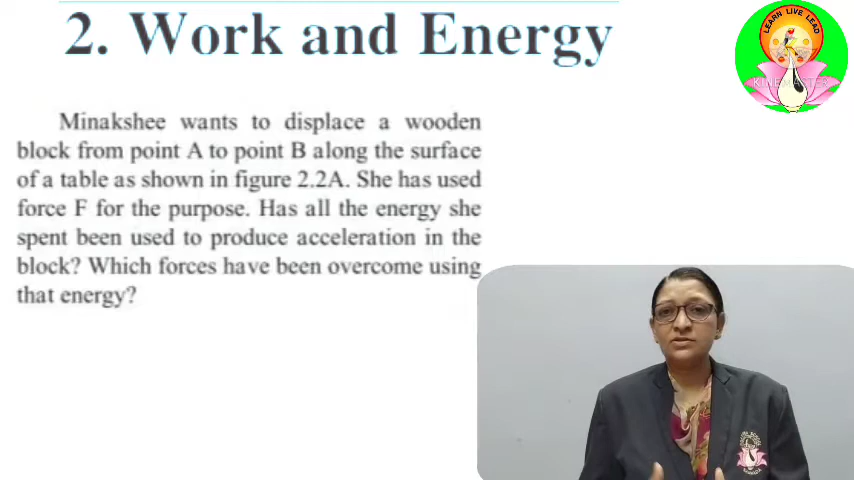 2. Work and Energy
LEARN LIVE LEAD
KINEMASTER
Minakshee wants to displace a wooden
block from point A to point B along the surface
of a table as shown in figure 2.2A. She has used
force F for the purpose. Has all the energy she
spent been used to produce acceleration in the
block? Which forces have been overcome using
that energy?